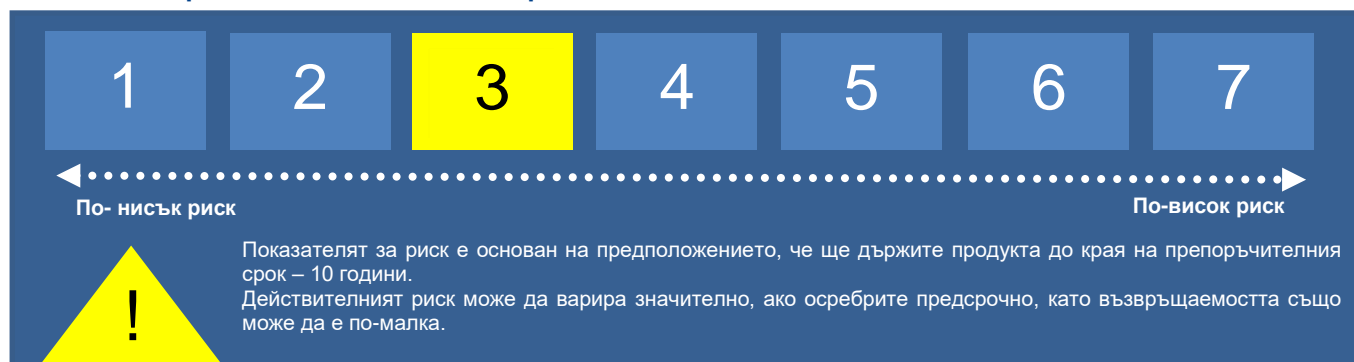 1 2 3 4 5 6 7
По- нисък риск По-висок риск
Показателят за риск е основан на предположението, че ще държите продукта до края на препоръчителния
срок – 10 години.
Действителният риск може да варира значително, ако осребрите предсрочно, като възвръщаемостта също
може да е по-малка.
!